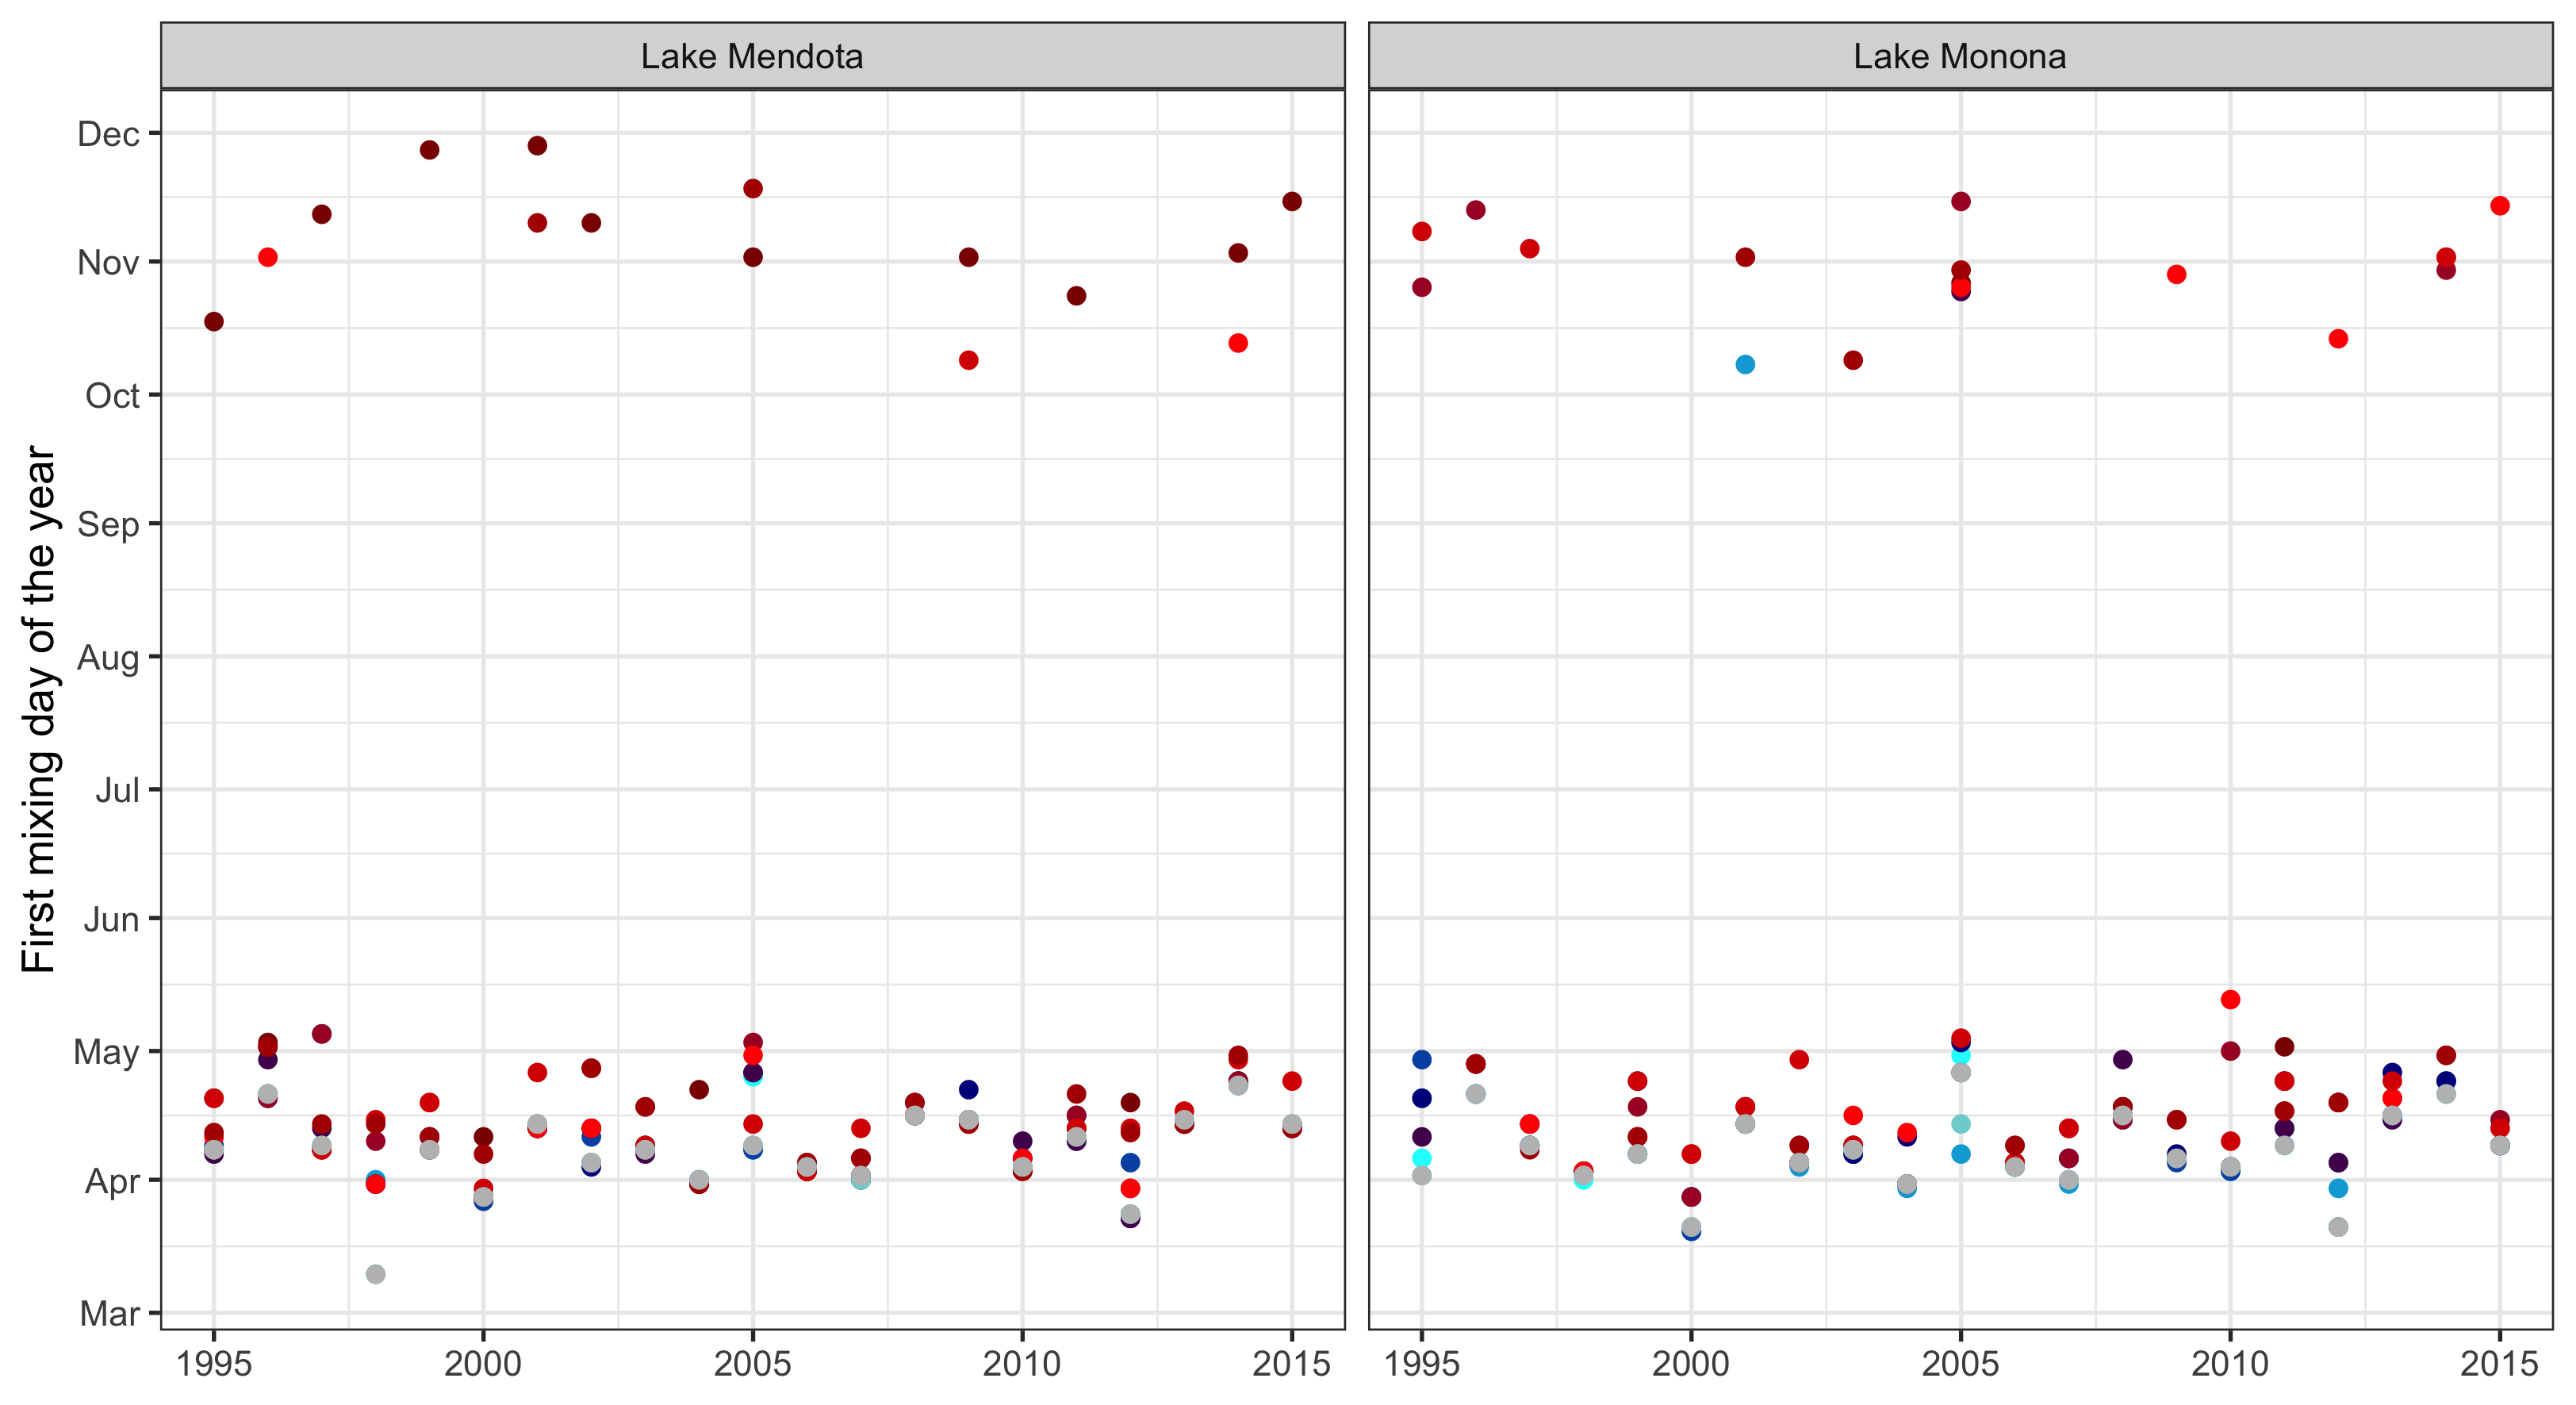 Lake Mendota
Lake Monona
First mixing day of the year
Dec
Nov
Oct
Sep
Aug
Jul
Jun
May
Apr
Mar
1995 2000 2005 2010 2015
1995 2000 2005 2010 2015